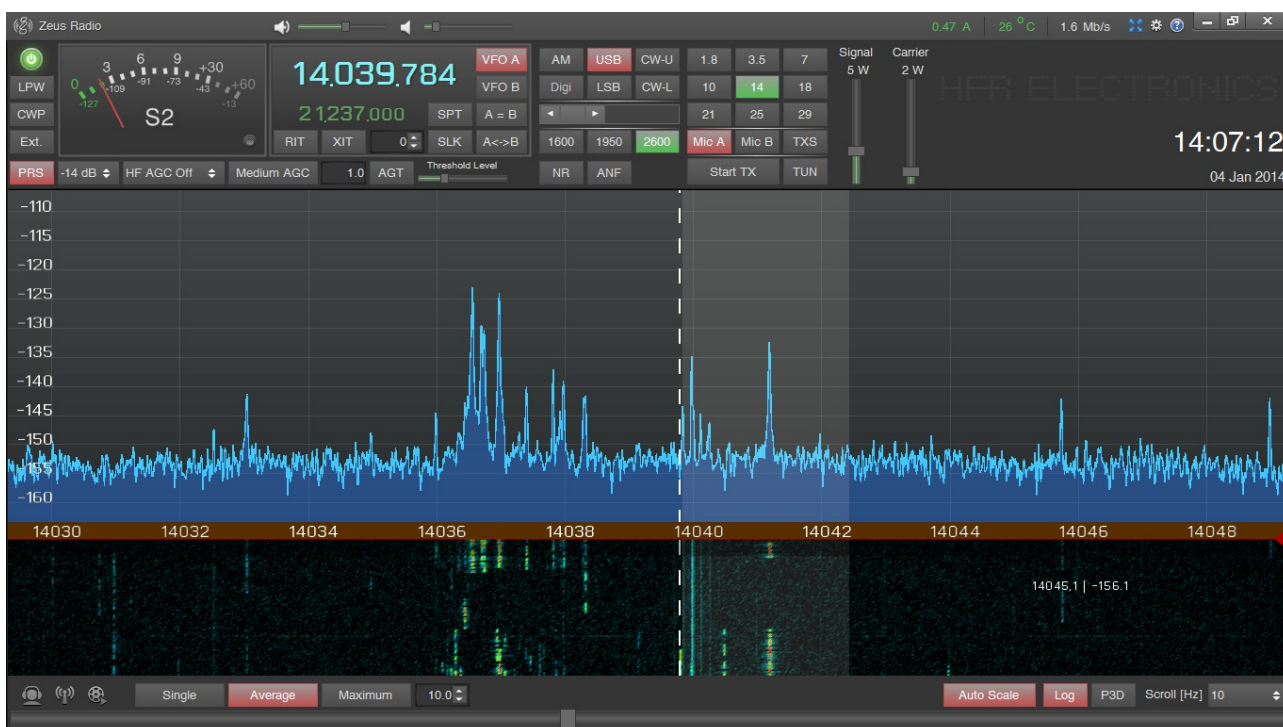 Zeus Radio
0.47 A
26 °C
1.6 Mb/s
LPW
CWP
Ext.
PRS
0 3 6 9 +30 +60
-127 -109 -91 -73 -43 -13
S2
14.039.784
21.237.000
VFO A
VFO B
SPT A = B
RIT XIT 0 SLK A<->B
-14 dB HF AGC Off Medium AGC 1.0 AGT Threshold Level
AM USB CW-U
Digi LSB CW-L
1600 1950 2600
NR ANF
1.8 3.5 7
10 14 18
21 25 29
Mic A Mic B TXS
Start TX TUN
Signal Carrier
5 W 2 W
HFR ELECTRONICS
14:07:12
04 Jan 2014
-110
-115
-120
-125
-130
-135
-140
-145
-150
-155
-160
14030 14032 14034 14036 14038 14040 14042 14044 14046 14048
14045.1 | -156.1
Single Average Maximum 10.0
Auto Scale Log P3D Scroll [Hz] 10